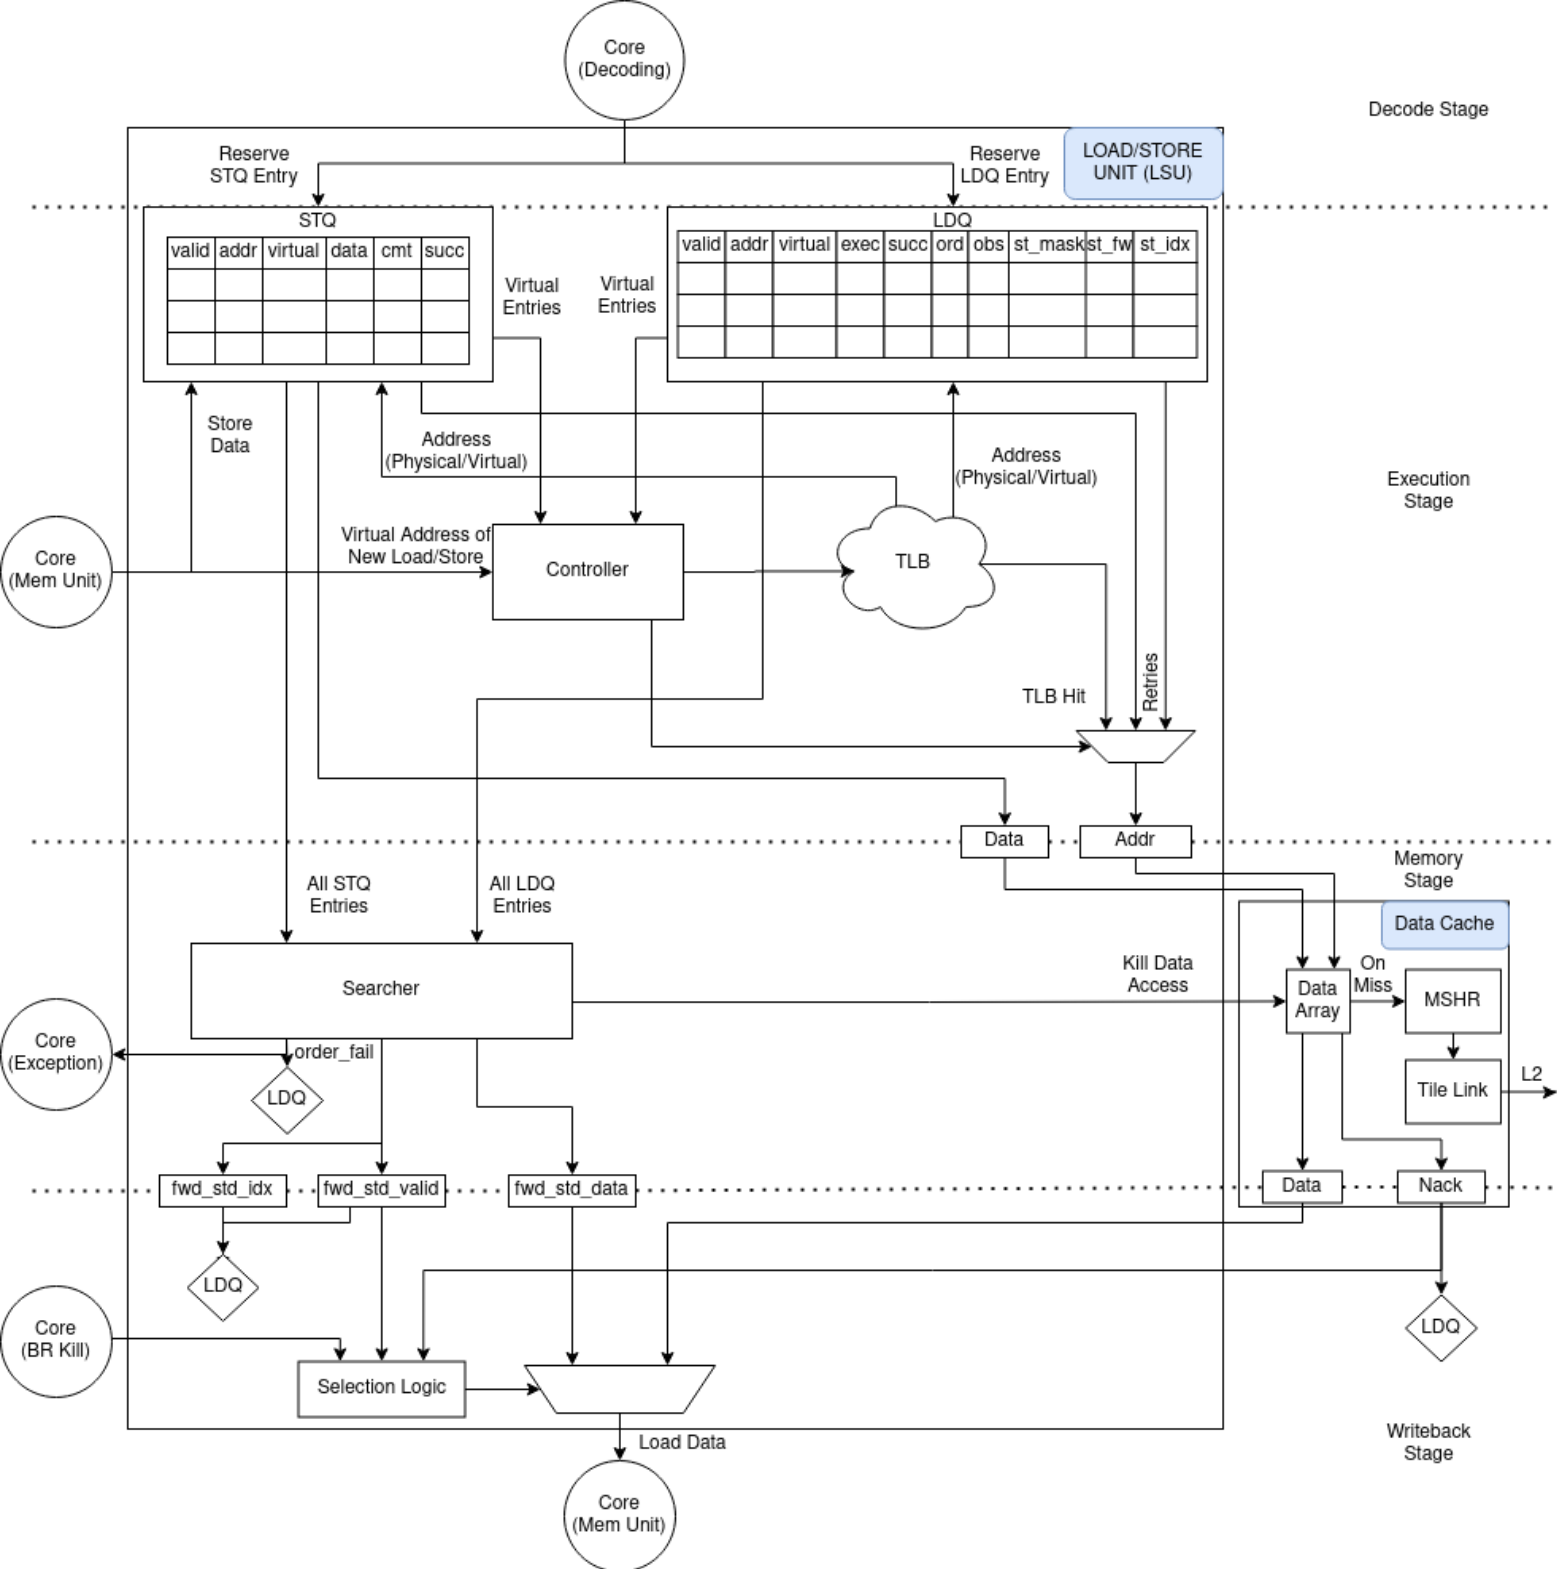 Core
(Decoding)
Decode Stage
Reserve
STQ Entry
Reserve
LDQ Entry
LOAD/STORE
UNIT (LSU)
STQ
valid addr virtual data cmt succ
LDQ
valid addr virtual exec succ ord obs st_mask st_fw st_idx
Virtual
Entries
Virtual
Entries
Store
Data
Address
(Physical/Virtual)
Address
(Physical/Virtual)
Execution
Stage
Core
(Mem Unit)
Virtual Address of
New Load/Store
Controller
TLB
TLB Hit
Retries
Data
Addr
Memory
Stage
All STQ
Entries
All LDQ
Entries
Data Cache
Searcher
Kill Data
Access
Data
Array
On
Miss
MSHR
Core
(Exception)
order_fail
LDQ
Tile Link
L2
fwd_std_idx
fwd_std_valid
fwd_std_data
Data
Nack
LDQ
Core
(BR Kill)
LDQ
Selection Logic
Writeback
Stage
Load Data
Core
(Mem Unit)